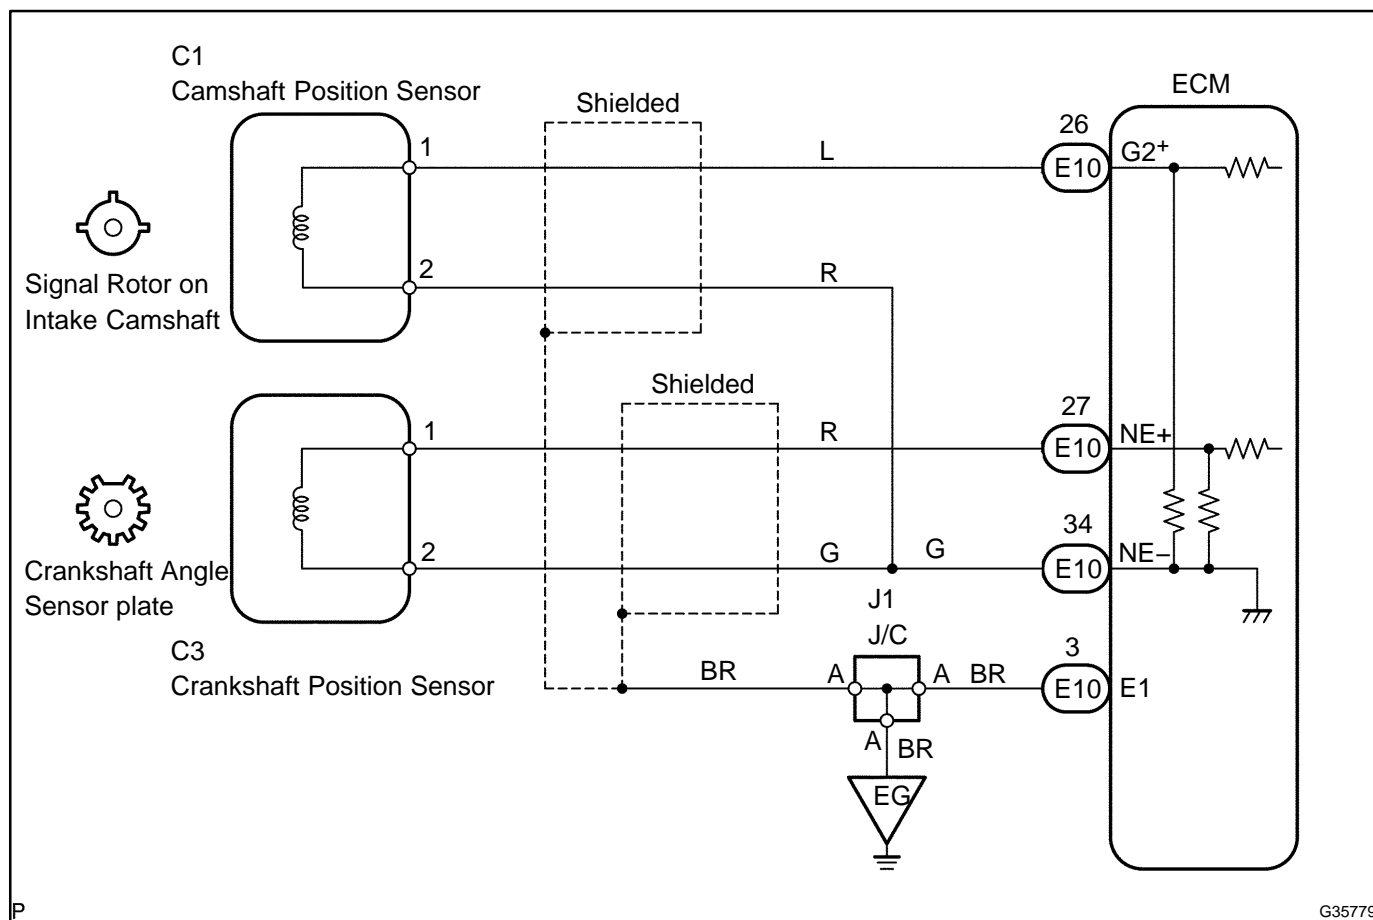 C1
Camshaft Position Sensor
Shielded
ECM
1
L
26
E10
G2+
2
R
Signal Rotor on
Intake Camshaft
Shielded
1
R
27
E10
NE+
2
G
G
34
E10
NE−
Crankshaft Angle
Sensor plate
J1
J/C
C3
Crankshaft Position Sensor
BR
A
A
BR
3
E10
E1
A
BR
EG
P
G35779